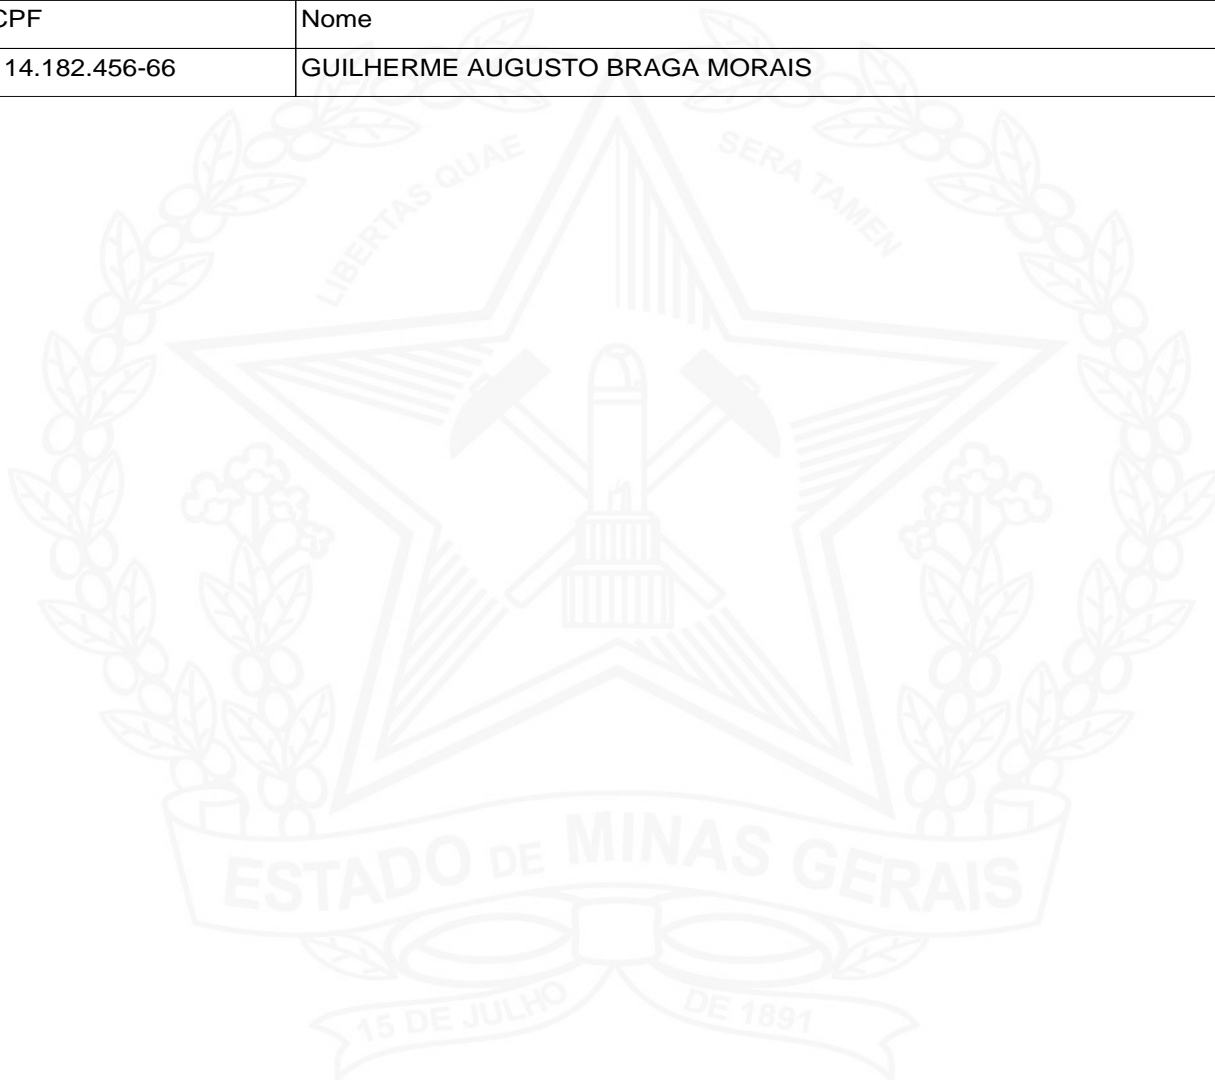 CPF Nome
14.182.456-66 GUILHERME AUGUSTO BRAGA MORAIS
LIBERTAS QUAE SERA TAMEN
ESTADO DE MINAS GERAIS
15 DE JULHO DE 1891